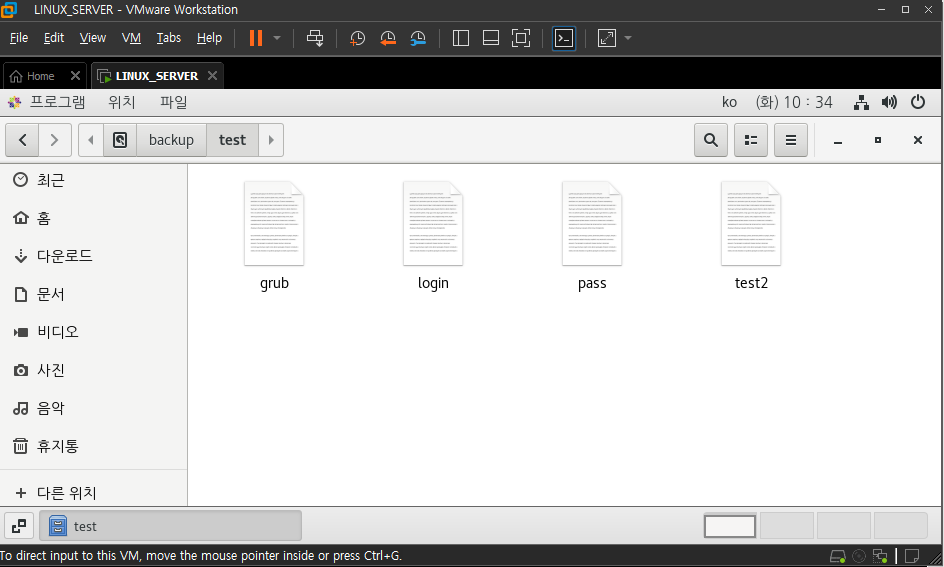 LINUX_SERVER - VMware Workstation
File Edit View VM Tabs Help
Home LINUX_SERVER
프로그램 위치 파일 ko (화) 10 : 34
backup test
최근
홈
다운로드
문서
비디오
사진
음악
휴지통
다른 위치
grub login pass test2
test
To direct input to this VM, move the mouse pointer inside or press Ctrl+G.